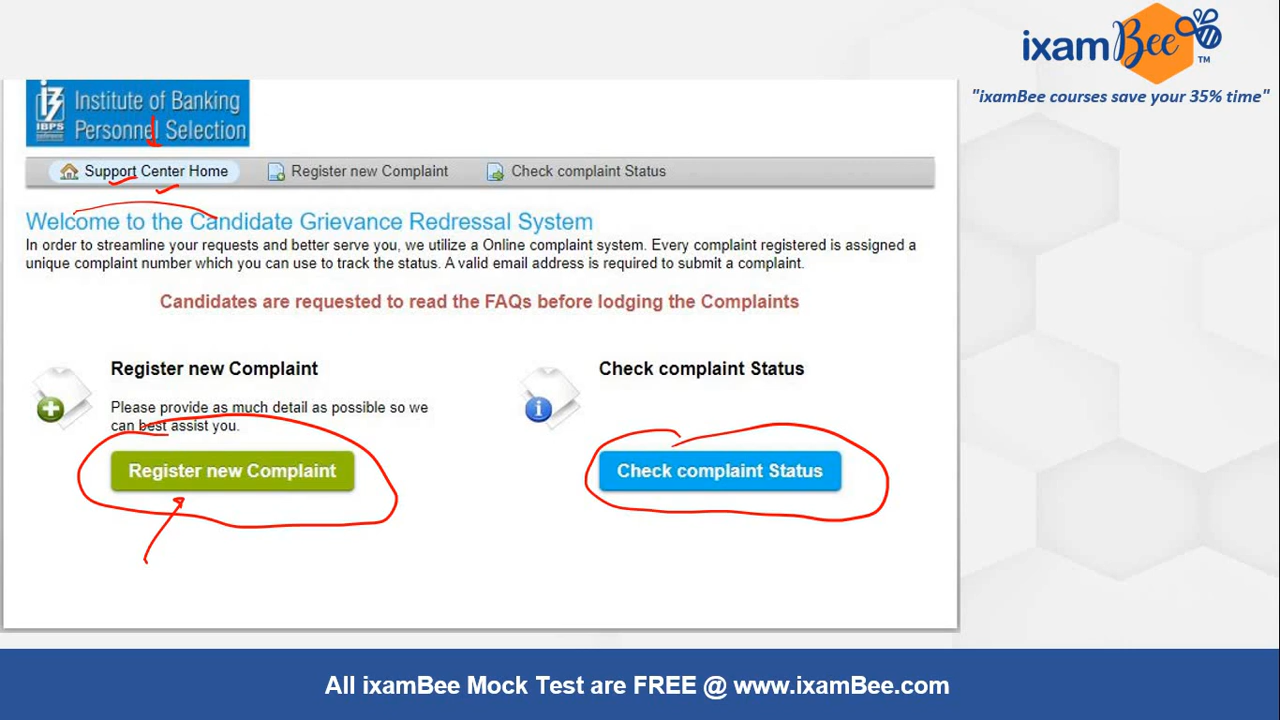 ixamBee™
"ixamBee courses save your 35% time"
IBPS
Institute of Banking
Personnel Selection
Support Center Home Register new Complaint Check complaint Status
Welcome to the Candidate Grievance Redressal System
In order to streamline your requests and better serve you, we utilize a Online complaint system. Every complaint registered is assigned a
unique complaint number which you can use to track the status. A valid email address is required to submit a complaint.
Candidates are requested to read the FAQs before lodging the Complaints
Register new Complaint
Please provide as much detail as possible so we
can best assist you.
Register new Complaint
Check complaint Status
Check complaint Status
All ixamBee Mock Test are FREE @ www.ixamBee.com